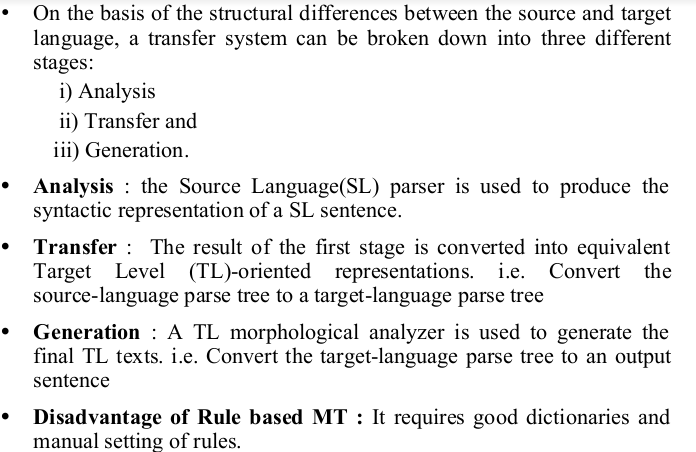 • On the basis of the structural differences between the source and target
language, a transfer system can be broken down into three different
stages:
i) Analysis
ii) Transfer and
iii) Generation.
• Analysis : the Source Language(SL) parser is used to produce the
syntactic representation of a SL sentence.
• Transfer : The result of the first stage is converted into equivalent
Target Level (TL)-oriented representations. i.e. Convert the
source-language parse tree to a target-language parse tree
• Generation : A TL morphological analyzer is used to generate the
final TL texts. i.e. Convert the target-language parse tree to an output
sentence
• Disadvantage of Rule based MT : It requires good dictionaries and
manual setting of rules.